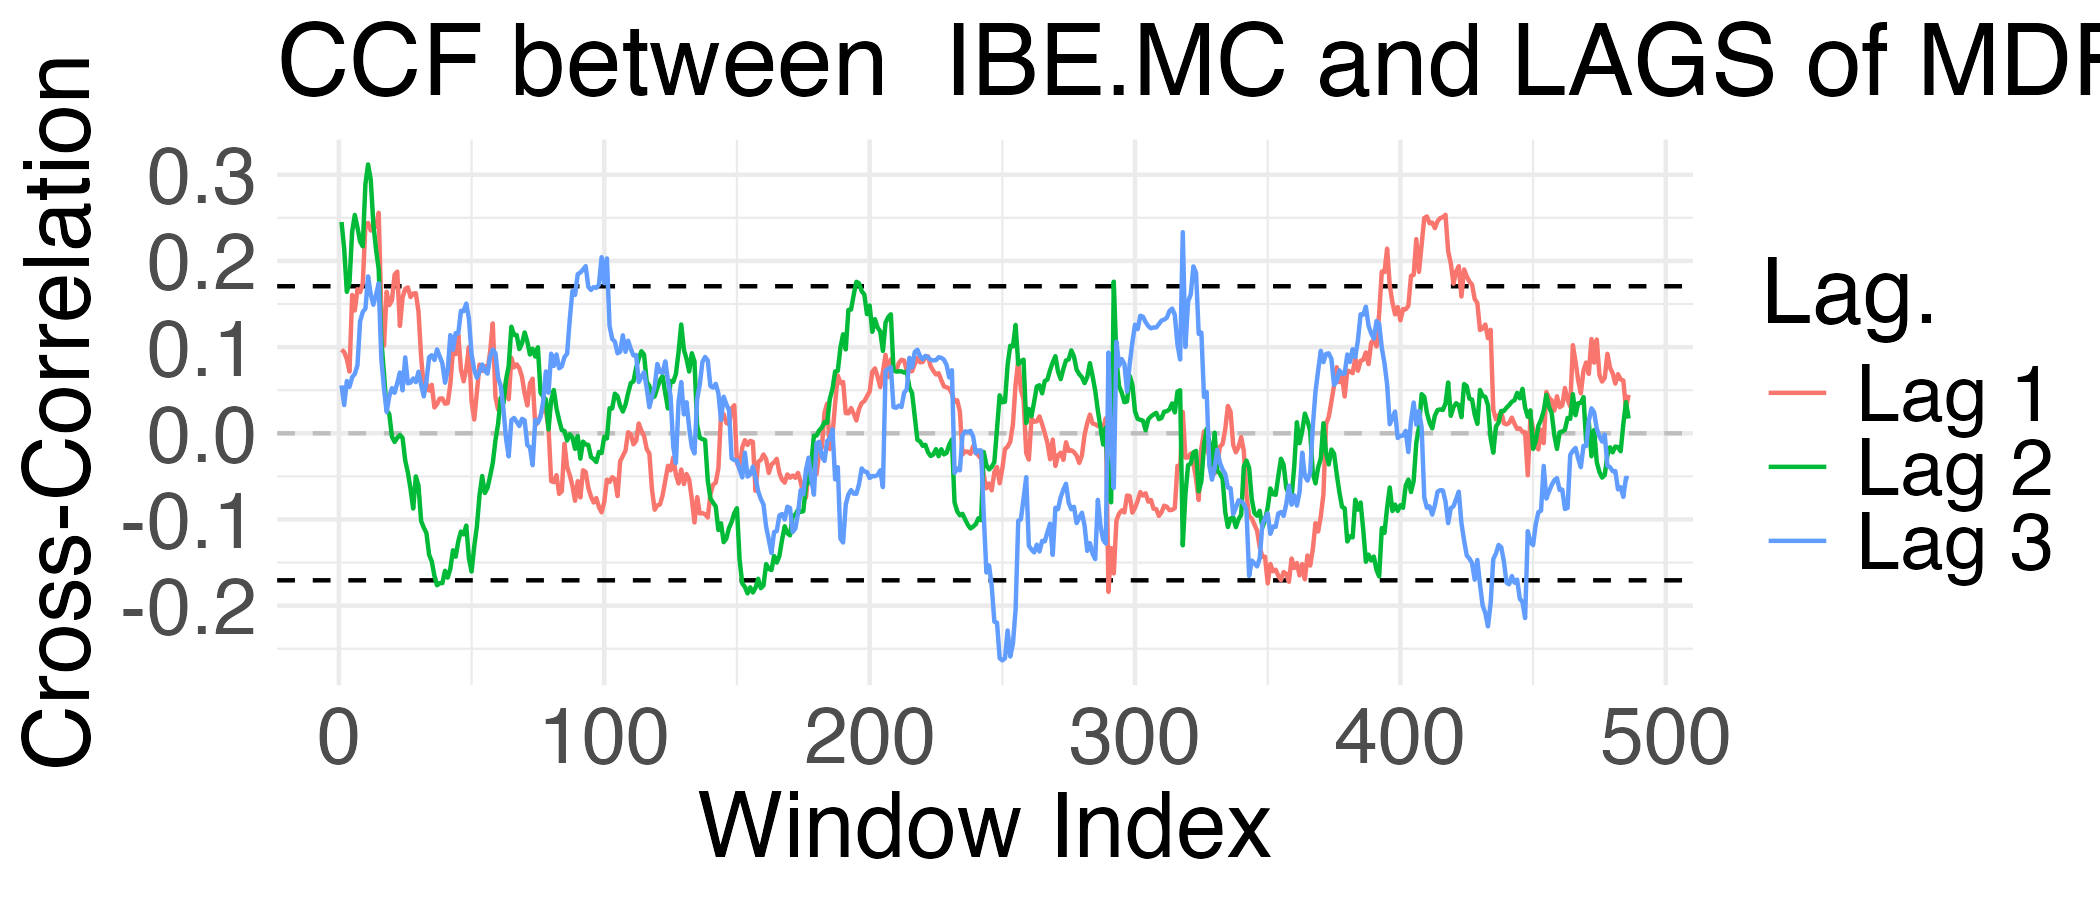 CCF between IBE.MC and LAGS of
Cross-Correlation
0.3
0.2
0.1
0.0
-0.1
-0.2
0 100 200 300 400 500
Window Index
Lag.
Lag 1
Lag 2
Lag 3